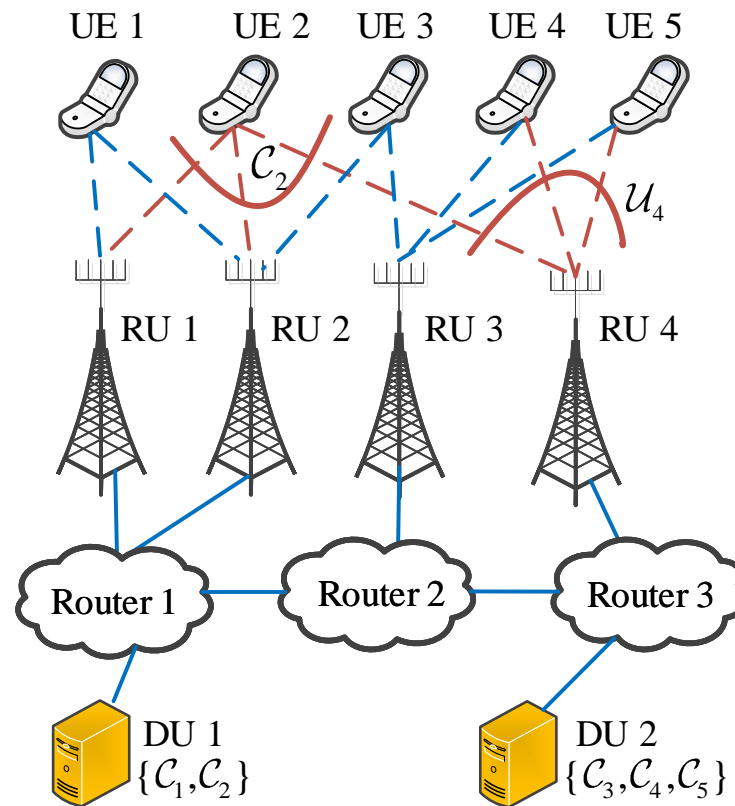 UE 1 UE 2 UE 3 UE 4 UE 5
𝒞₂
𝒰₄
RU 1 RU 2 RU 3 RU 4
Router 1 Router 2 Router 3
DU 1 DU 2
{𝒞₁,𝒞₂} {𝒞₃,𝒞₄,𝒞₅}